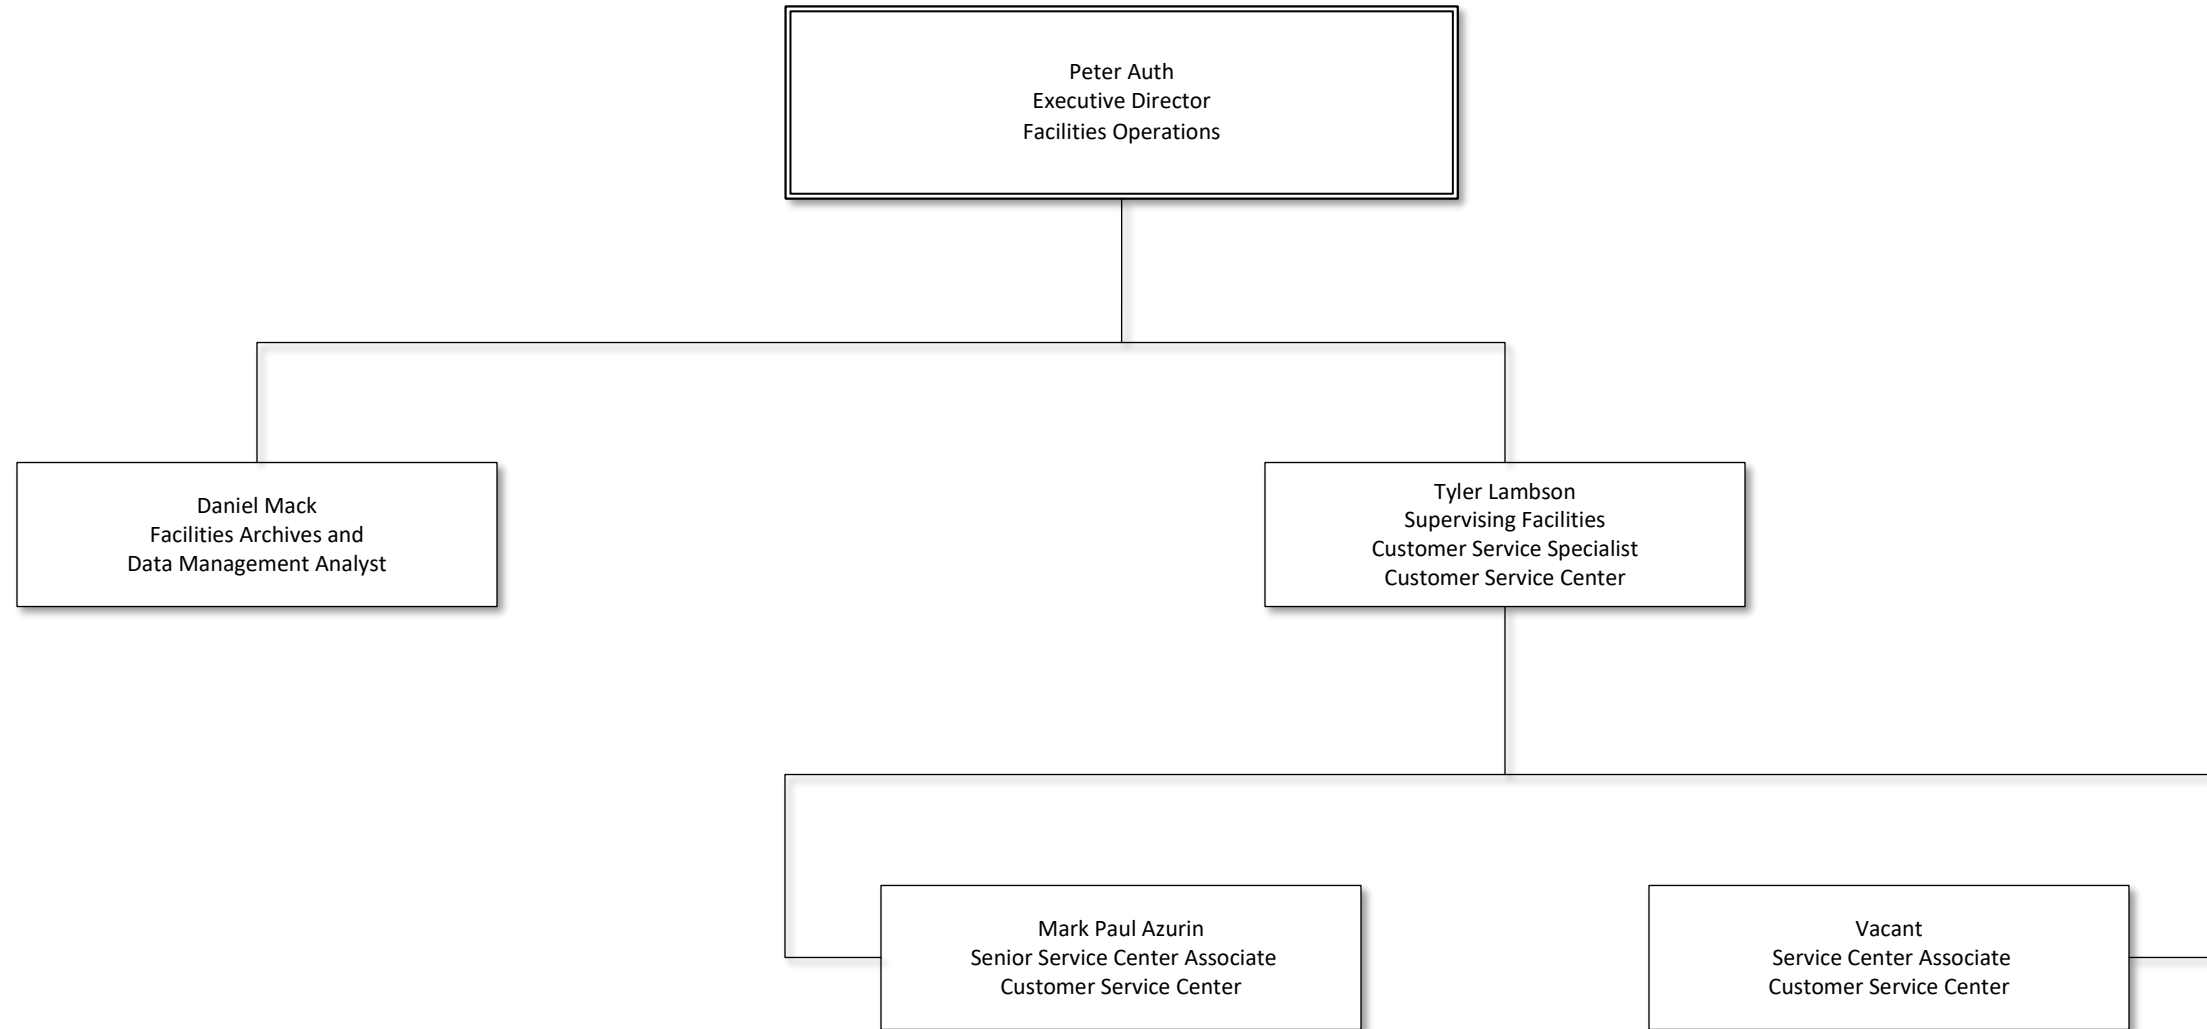 Peter Auth
Executive Director
Facilities Operations
Daniel Mack
Facilities Archives and
Data Management Analyst
Tyler Lambson
Supervising Facilities
Customer Service Specialist
Customer Service Center
Mark Paul Azurin
Senior Service Center Associate
Customer Service Center
Vacant
Service Center Associate
Customer Service Center